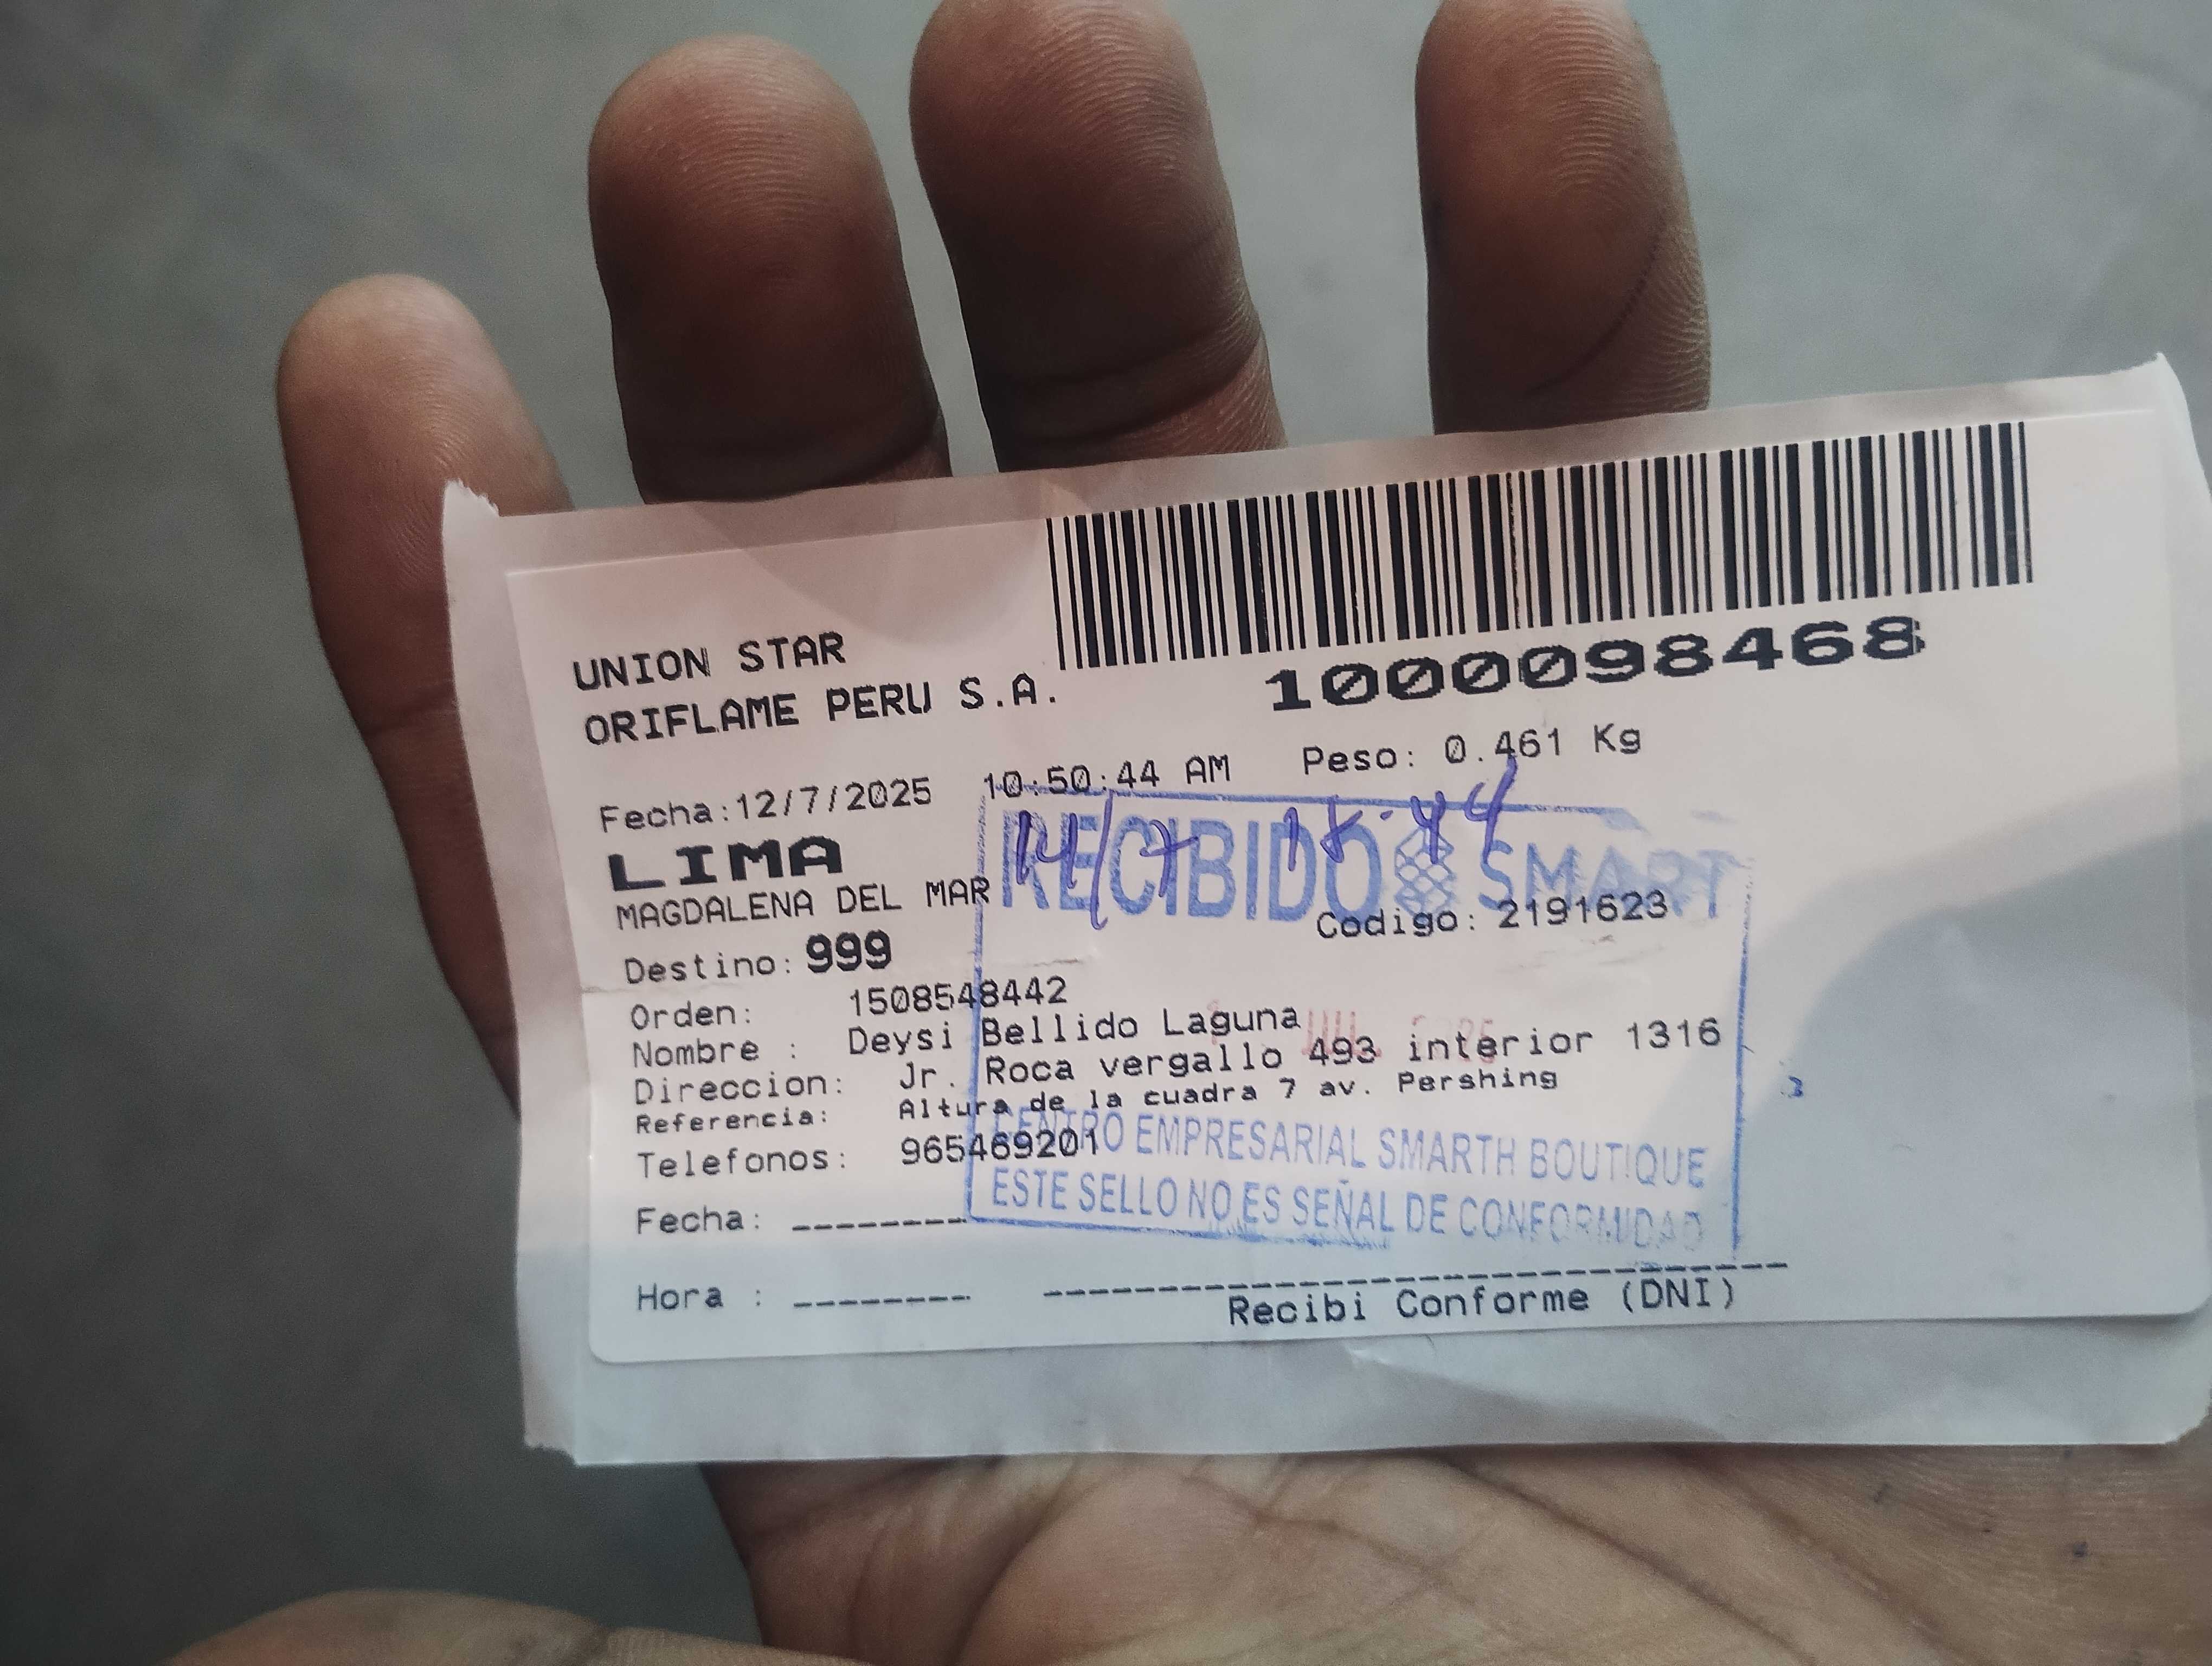 UNION STAR
ORIFLAME PERU S.A.
1000098468
Fecha:12/7/2025 10:50:44 AM Peso: 0.461 Kg
14/7
LIMA
RECIBIDO SMART
MAGDALENA DEL MAR
Codigo: 2191623
Destino: 999
Orden: 1508548442
Nombre : Deysi Bellido Laguna
Direccion: Jr. Roca vergallo 493 interior 1316
Referencia: Altura de la cuadra 7 av. Pershing
Telefonos: 965469201
CENTRO EMPRESARIAL SMARTH BOUTIQUE
ESTE SELLO NO ES SEÑAL DE CONFORMIDAD
Fecha:
Hora :
Recibi Conforme (DNI)